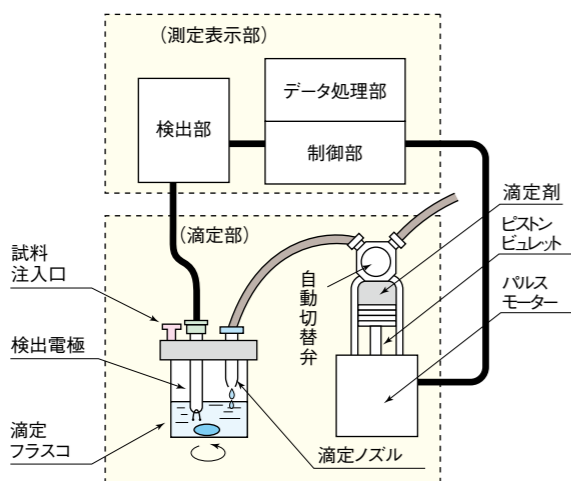 （測定表示部）
検出部
データ処理部
制御部
（滴定部）
滴定剤
ピストン
ビュレット
パルス
モーター
自動切替弁
試料
注入口
検出電極
滴定
フラスコ
滴定ノズル